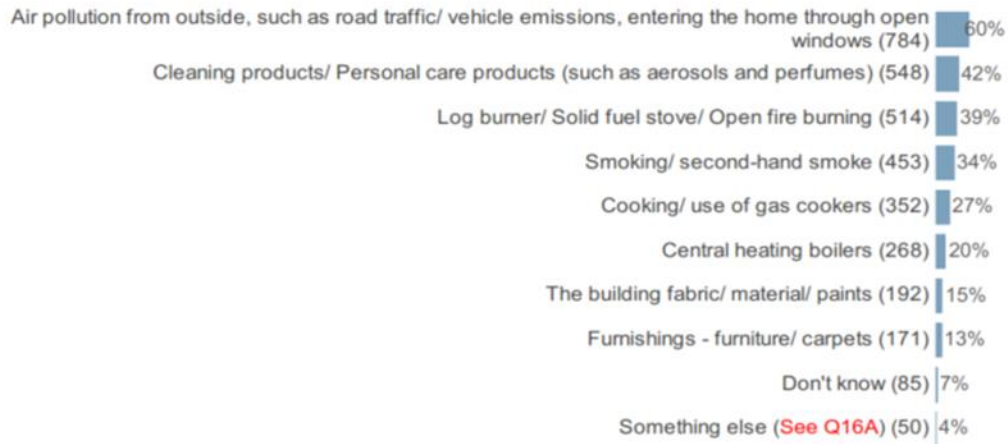 Air pollution from outside, such as road traffic/ vehicle emissions, entering the home through open
windows (784) 60%
Cleaning products/ Personal care products (such as aerosols and perfumes) (548) 42%
Log burner/ Solid fuel stove/ Open fire burning (514) 39%
Smoking/ second-hand smoke (453) 34%
Cooking/ use of gas cookers (352) 27%
Central heating boilers (268) 20%
The building fabric/ material/ paints (192) 15%
Furnishings - furniture/ carpets (171) 13%
Don't know (85) 7%
Something else (See Q16A) (50) 4%